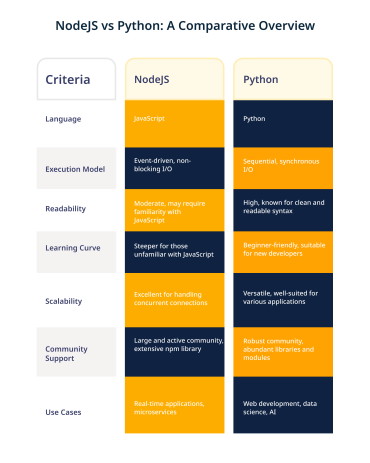 NodeJS vs Python: A Comparative Overview
Criteria
NodeJS
Python
Language
JavaScript
Python
Execution Model
Event-driven, non-
blocking I/O
Sequential, synchronous
I/O
Readability
Moderate, may require
familiarity with
JavaScript
High, known for clean and
readable syntax
Learning Curve
Steeper for those
unfamiliar with JavaScript
Beginner-friendly, suitable
for new developers
Scalability
Excellent for handling
concurrent connections
Versatile, well-suited for
various applications
Community
Support
Large and active community,
extensive npm library
Robust community,
abundant libraries and
modules
Use Cases
Real-time applications,
microservices
Web development, data
science, AI